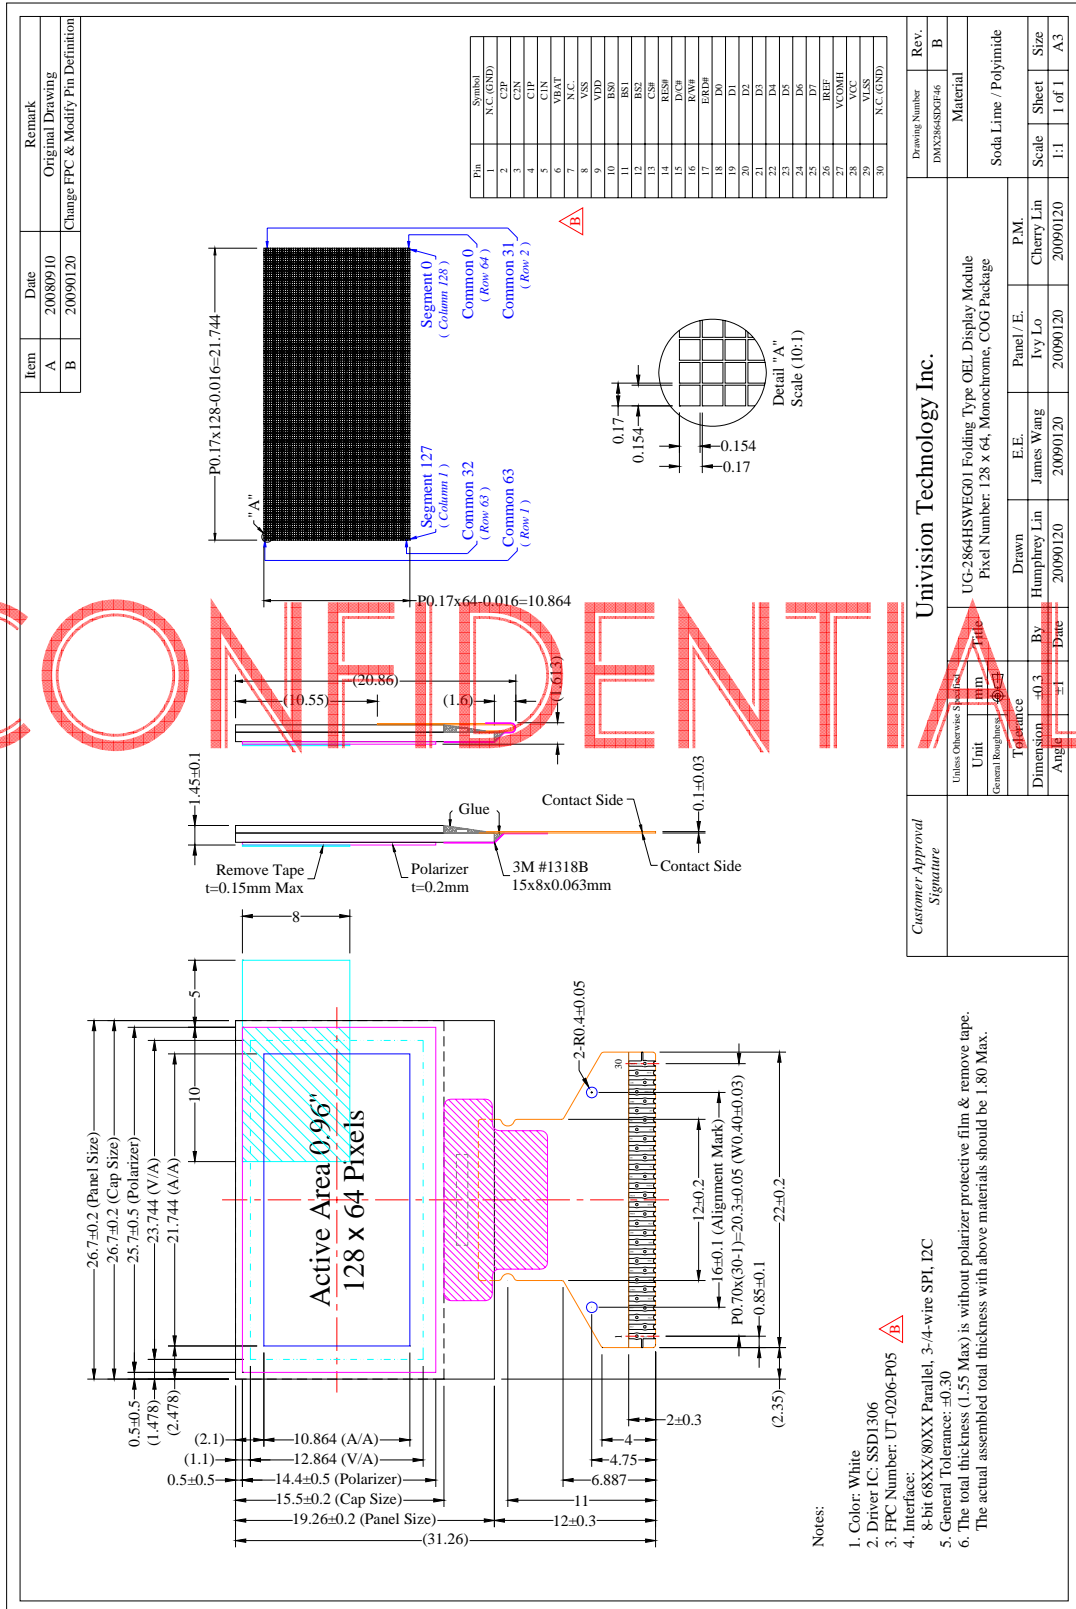 Item Date Remark
A 20080910 Original Drawing
B 20090120 Change FPC & Modify Pin Definition
26.7±0.2 (Panel Size)
26.7±0.2 (Cap Size)
25.7±0.5 (Polarizer)
23.744 (V/A)
21.744 (A/A)
0.5±0.5
(1.478)
(2.478)
10
5
8
Active Area 0.96"
128 x 64 Pixels
(2.1)
(1.1)
0.5±0.5
10.864 (A/A)
12.864 (V/A)
14.4±0.5 (Polarizer)
15.5±0.2 (Cap Size)
19.26±0.2 (Panel Size)
(31.26)
2±0.3
4
4.75
6.887
11
12±0.3
2-R0.4±0.05
1
30
12±0.2
16±0.1 (Alignment Mark)
P0.70x(30-1)=20.3±0.05 (W0.40±0.03)
0.85±0.1
22±0.2
(2.35)
1.45±0.1
Remove Tape
t=0.15mm Max
Polarizer
t=0.2mm
Glue
3M #1318B
15x8x0.063mm
Contact Side
Contact Side
0.1±0.03
(20.86)
(10.55)
(1.6)
(1.613)
P0.17x128-0.016=21.744
P0.17x64-0.016=10.864
"A"
Segment 127
( Column 1 )
Common 32
( Row 63 )
Common 63
( Row 1 )
Segment 0
( Column 128 )
Common 0
( Row 64 )
Common 31
( Row 2 )
0.17
0.154
0.154
0.17
Detail "A"
Scale (10:1)
B
Pin Symbol
1 N.C. (GND)
2 C2P
3 C2N
4 C1P
5 C1N
6 VBAT
7 N.C.
8 VSS
9 VDD
10 BS0
11 BS1
12 BS2
13 CS#
14 RES#
15 D/C#
16 R/W#
17 E/RD#
18 D0
19 D1
20 D2
21 D3
22 D4
23 D5
24 D6
25 D7
26 IREF
27 VCOMH
28 VCC
29 VLSS
30 N.C. (GND)
CONFIDENTIAL
Notes:
1. Color: White
2. Driver IC: SSD1306
3. FPC Number: UT-0206-P05
B
4. Interface:
8-bit 68XX/80XX Parallel, 3-/4-wire SPI, I2C
5. General Tolerance: ±0.30
6. The total thickness (1.55 Max) is without polarizer protective film & remove tape.
The actual assembled total thickness with above materials should be 1.80 Max.
Customer Approval
Signature
Univision Technology Inc.
Drawing Number Rev.
DMX2864SDGF46 B
Unless Otherwise Specified
Unit mm
General Roughness
Tolerance
Dimension ±0.3
Angle ±1
Title
UG-2864HSWEG01 Folding Type OEL Display Module
Pixel Number: 128 x 64, Monochrome, COG Package
Material
Soda Lime / Polyimide
Drawn E.E. Panel / E. P.M.
By Humphrey Lin James Wang Ivy Lo Cherry Lin
Date 20090120 20090120 20090120 20090120
Scale Sheet Size
1:1 1 of 1 A3